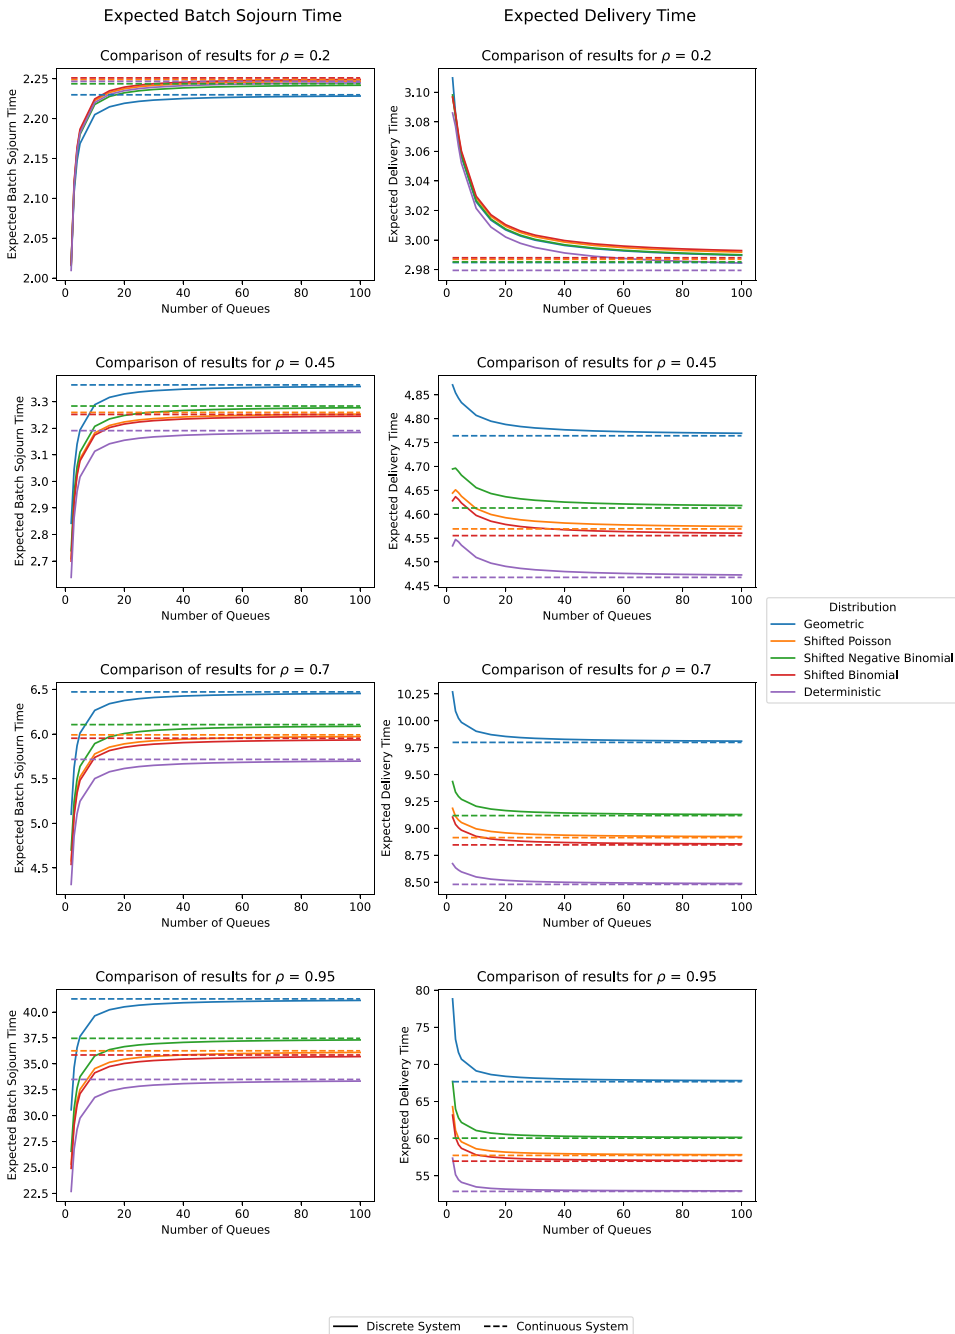 Expected Batch Sojourn Time
Expected Delivery Time
Comparison of results for ρ = 0.2
Expected Batch Sojourn Time
2.25
2.20
2.15
2.10
2.05
2.00
0 20 40 60 80 100
Number of Queues
Comparison of results for ρ = 0.2
Expected Delivery Time
3.10
3.08
3.06
3.04
3.02
3.00
2.98
0 20 40 60 80 100
Number of Queues
Comparison of results for ρ = 0.45
Expected Batch Sojourn Time
3.3
3.2
3.1
3.0
2.9
2.8
2.7
0 20 40 60 80 100
Number of Queues
Comparison of results for ρ = 0.45
Expected Delivery Time
4.85
4.80
4.75
4.70
4.65
4.60
4.55
4.50
4.45
0 20 40 60 80 100
Number of Queues
Distribution
Geometric
Shifted Poisson
Shifted Negative Binomial
Shifted Binomial
Deterministic
Comparison of results for ρ = 0.7
Expected Batch Sojourn Time
6.5
6.0
5.5
5.0
4.5
0 20 40 60 80 100
Number of Queues
Comparison of results for ρ = 0.7
Expected Delivery Time
10.25
10.00
9.75
9.50
9.25
9.00
8.75
8.50
0 20 40 60 80 100
Number of Queues
Comparison of results for ρ = 0.95
Expected Batch Sojourn Time
40.0
37.5
35.0
32.5
30.0
27.5
25.0
22.5
0 20 40 60 80 100
Number of Queues
Comparison of results for ρ = 0.95
Expected Delivery Time
80
75
70
65
60
55
0 20 40 60 80 100
Number of Queues
Discrete System Continuous System